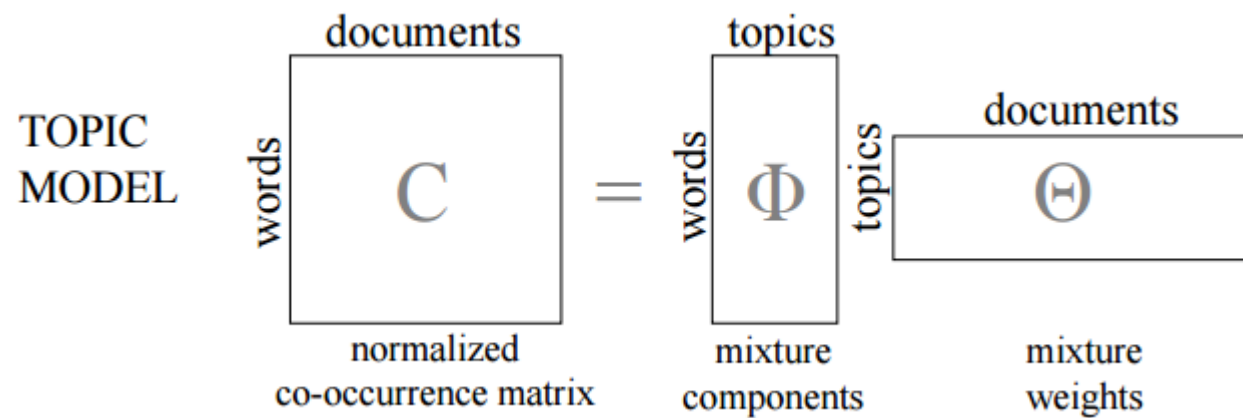 documents
topics
documents
TOPIC
MODEL
words
C
=
words
Φ
topics
Θ
normalized
co-occurrence matrix
mixture
components
mixture
weights